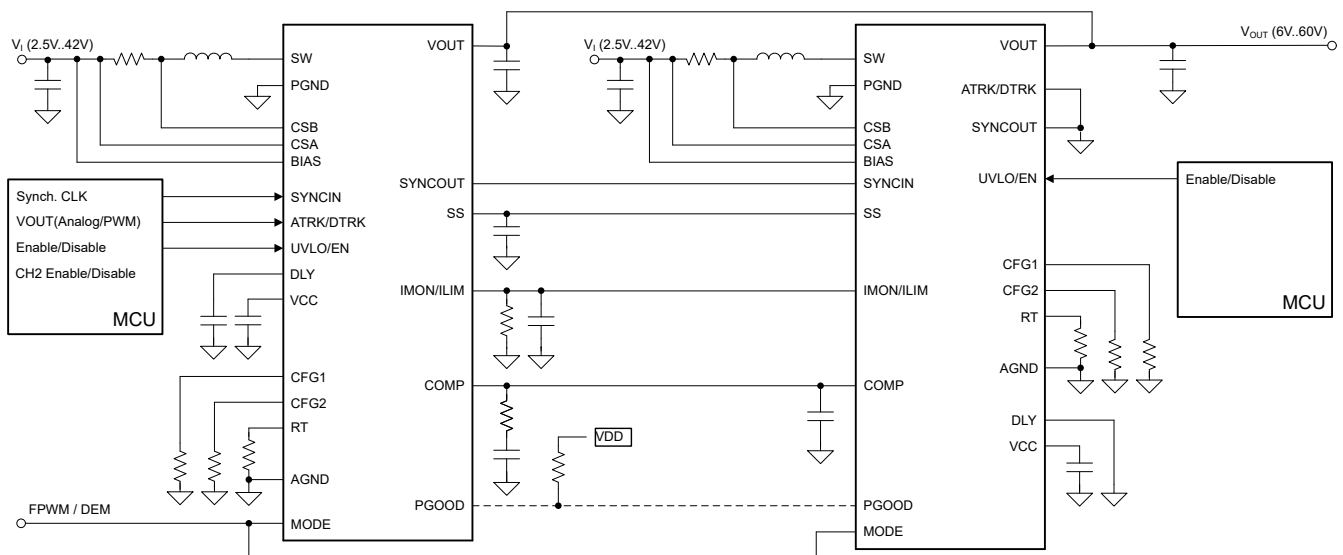 VI (2.5V..42V)
SW
PGND
CSB
CSA
BIAS
SYNCIN
ATRK/DTRK
UVLO/EN
DLY
VCC
CFG1
CFG2
RT
AGND
MODE
VOUT
SYNCOUT
SS
IMON/ILIM
COMP
PGOOD
Synch. CLK
VOUT(Analog/PWM)
Enable/Disable
CH2 Enable/Disable
MCU
FPWM / DEM
VDD
VI (2.5V..42V)
SW
PGND
CSB
CSA
BIAS
SYNCIN
SS
IMON/ILIM
COMP
PGOOD
MODE
VOUT
ATRK/DTRK
SYNCOUT
UVLO/EN
CFG1
CFG2
RT
AGND
DLY
VCC
VOUT (6V..60V)
Enable/Disable
MCU